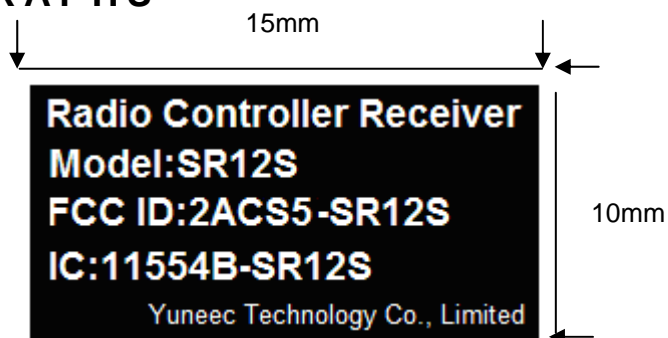 15mm
Radio Controller Receiver
Model:SR12S
FCC ID:2ACS5-SR12S
IC:11554B-SR12S
Yuneec Technology Co., Limited
10mm